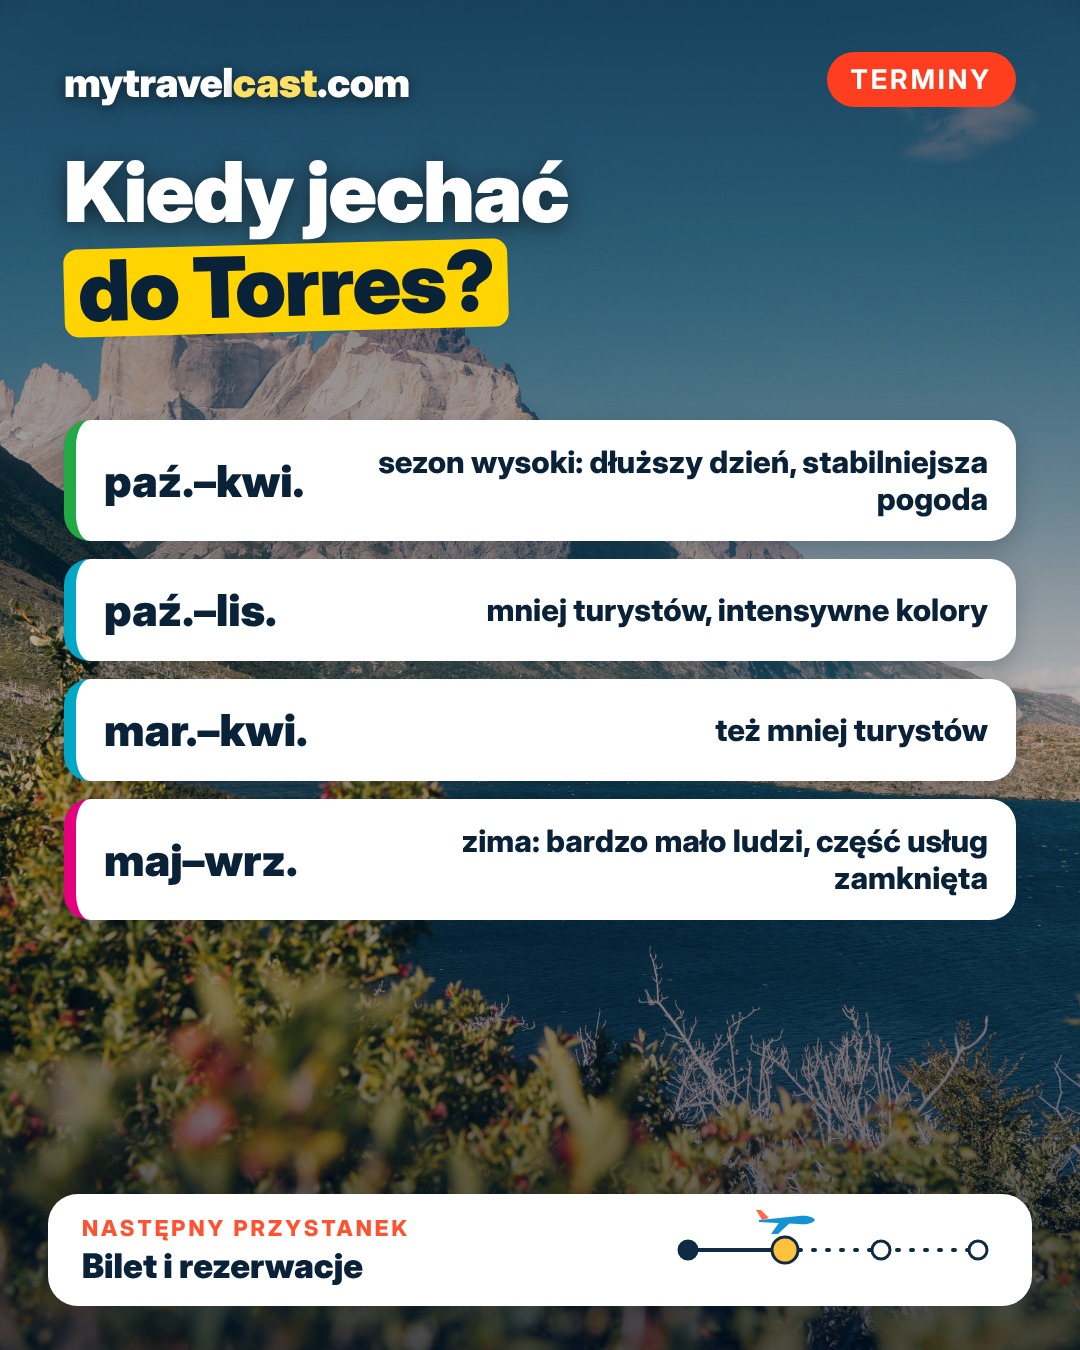 mytravelcast.com
TERMINY
Kiedy jechać
do Torres?
paź.–kwi.
sezon wysoki: dłuższy dzień, stabilniejsza
pogoda
paź.–lis.
mniej turystów, intensywne kolory
mar.–kwi.
też mniej turystów
maj–wrz.
zima: bardzo mało ludzi, część usług
zamknięta
NASTĘPNY PRZYSTANEK
Bilet i rezerwacje